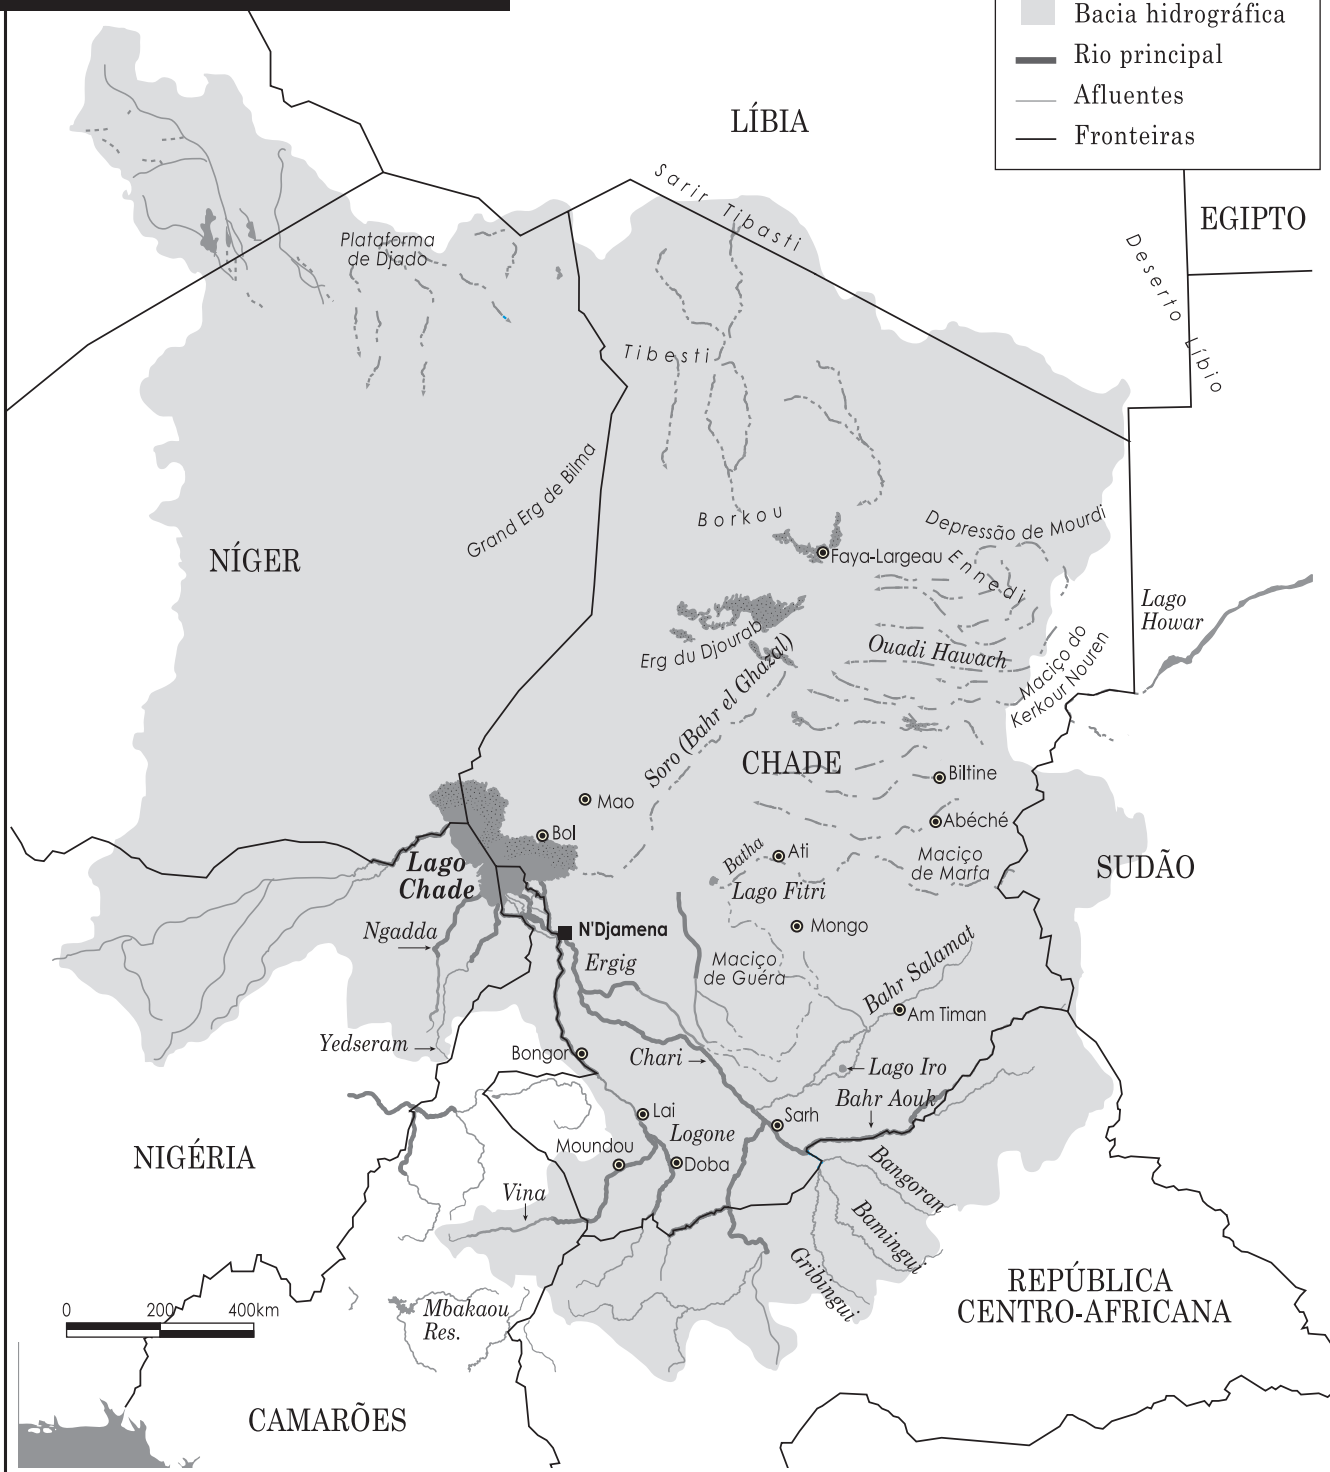 Bacia hidrográfica
Rio principal
Afluentes
Fronteiras
LÍBIA
EGIPTO
Sarir Tibasti
Deserto Líbio
Plataforma
de Djado
Tibesti
Grand Erg de Bilma
Borkou
Depressão de Mourdi
Faya-Largeau
Ennedi
NÍGER
Lago
Howar
Erg du Djourab
Ouadi Hawach
Maciço do
Kerkour Nouren
Soro (Bahr el Ghazal)
CHADE
Biltine
Mao
Bol
Abéché
Lago
Chade
Batha
Ati
Maciço
de Marfa
SUDÃO
Lago Fitri
Ngadda
N'Djamena
Mongo
Ergig
Maciço
de Guéra
Bahr Salamat
Am Timan
Yedseram
Bongor
Chari
Lago Iro
Bahr Aouk
Lai
Sarh
Logone
NIGÉRIA
Moundou
Doba
Bangoran
Vina
Bamingui
Gribingui
REPÚBLICA
CENTRO-AFRICANA
0 200 400km
Mbakaou
Res.
CAMARÕES